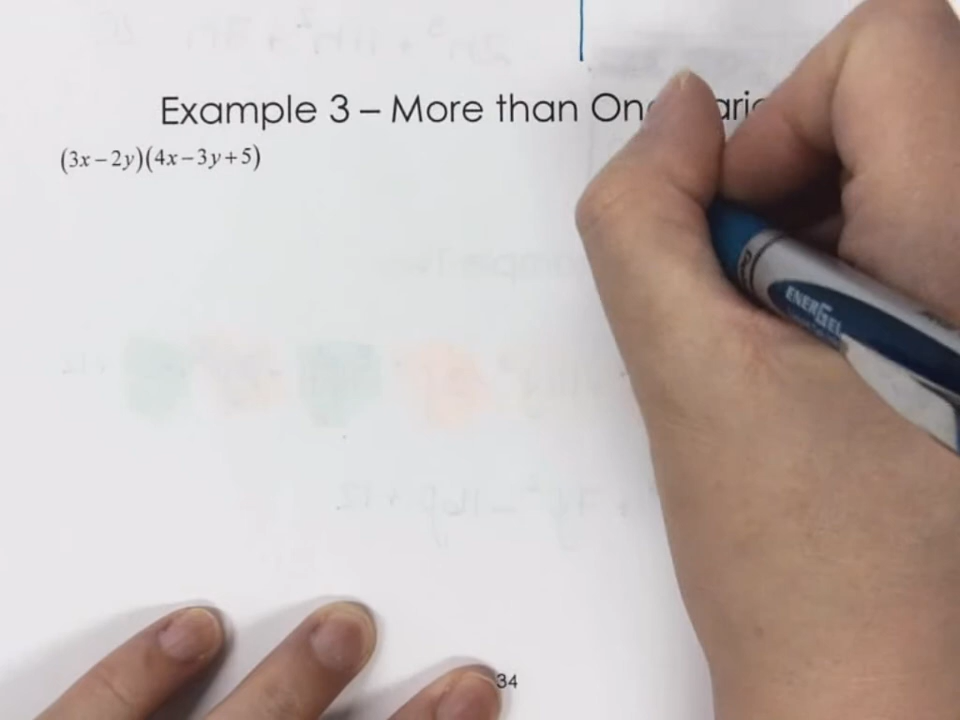 Example 3 – More than On
(3x – 2y)(4x – 3y + 5)
ENERGEL
34